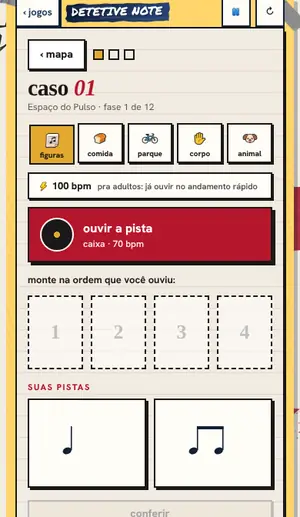 ‹ jogos DETETIVE NOTE
‹ mapa
caso 01
Espaço do Pulso · fase 1 de 12
figuras comida parque corpo animal
⚡ 100 bpm pra adultos: já ouvir no andamento rápido
ouvir a pista
caixa · 70 bpm
monte na ordem que você ouviu:
1 2 3 4
SUAS PISTAS
conferir